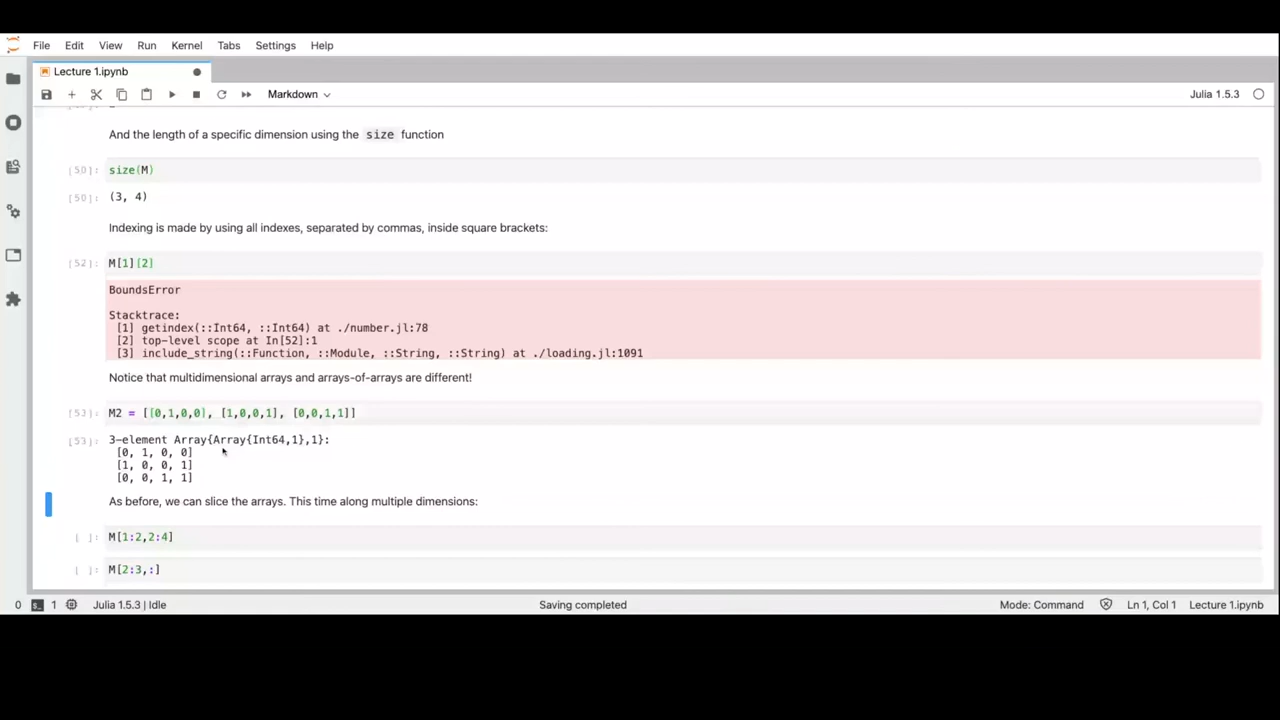 File Edit View Run Kernel Tabs Settings Help
Lecture 1.ipynb
Markdown
Julia 1.5.3
And the length of a specific dimension using the size function
[50]: size(M)
[50]: (3, 4)
Indexing is made by using all indexes, separated by commas, inside square brackets:
[52]: M[1][2]
BoundsError
Stacktrace:
[1] getindex(::Int64, ::Int64) at ./number.jl:78
[2] top-level scope at In[52]:1
[3] include_string(::Function, ::Module, ::String, ::String) at ./loading.jl:1091
Notice that multidimensional arrays and arrays-of-arrays are different!
[53]: M2 = [[0,1,0,0], [1,0,0,1], [0,0,1,1]]
[53]: 3-element Array{Array{Int64,1},1}:
[0, 1, 0, 0]
[1, 0, 0, 1]
[0, 0, 1, 1]
As before, we can slice the arrays. This time along multiple dimensions:
[ ]: M[1:2,2:4]
[ ]: M[2:3,:]
0 1 Julia 1.5.3 | Idle Saving completed Mode: Command Ln 1, Col 1 Lecture 1.ipynb